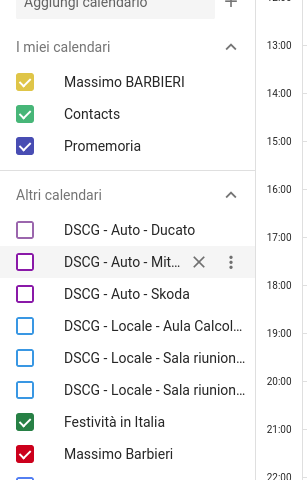 Aggiungi calendario
I miei calendari
Massimo BARBIERI
Contacts
Promemoria
Altri calendari
DSCG - Auto - Ducato
DSCG - Auto - Mit...
DSCG - Auto - Skoda
DSCG - Locale - Aula Calcol...
DSCG - Locale - Sala riunion...
DSCG - Locale - Sala riunion...
Festività in Italia
Massimo Barbieri
12:00
13:00
14:00
15:00
16:00
17:00
18:00
19:00
20:00
21:00
22:00